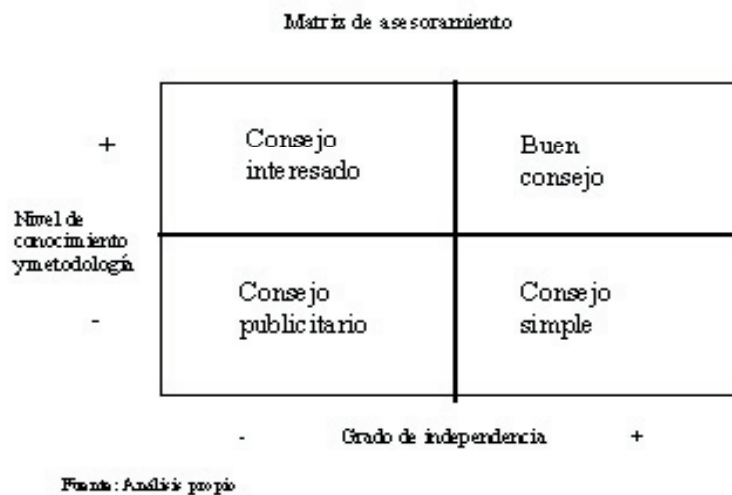 Matriz de asesoramiento
+
Consejo
interesado
Buen
consejo
Nivel de
conocimiento
y metodología
-
Consejo
publicitario
Consejo
simple
- Grado de independencia +
Fuente: Análisis propio